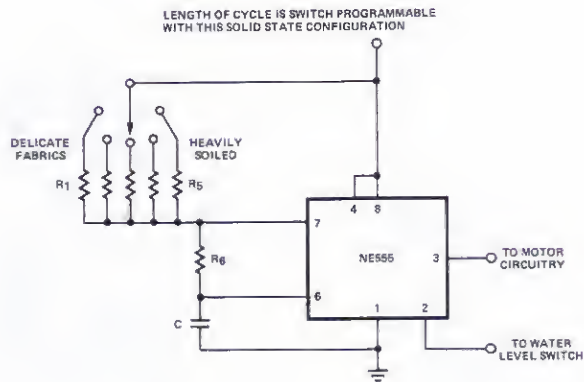 LENGTH OF CYCLE IS SWITCH PROGRAMMABLE
WITH THIS SOLID STATE CONFIGURATION
DELICATE
FABRICS
HEAVILY
SOILED
R1
R5
4
8
7
NE555
3
TO MOTOR
CIRCUITRY
R6
6
C
1
2
TO WATER
LEVEL SWITCH